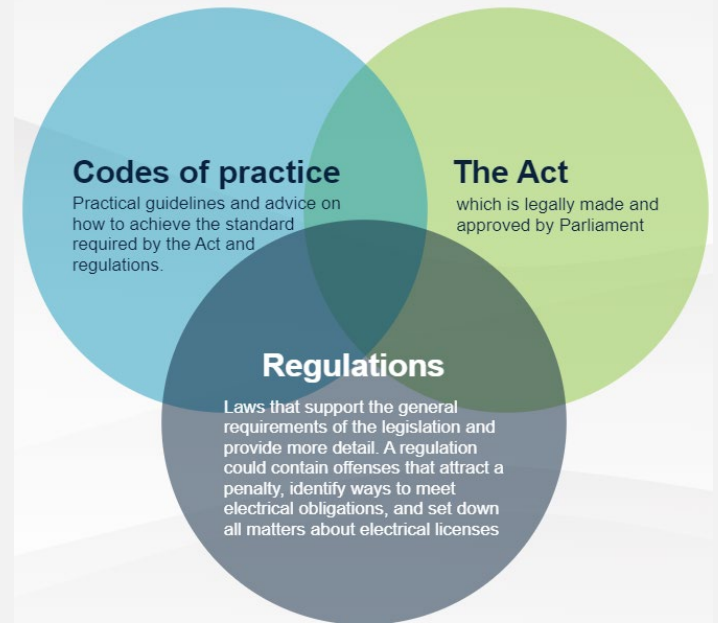 Codes of practice
Practical guidelines and advice on
how to achieve the standard
required by the Act and
regulations.
The Act
which is legally made and
approved by Parliament
Regulations
Laws that support the general
requirements of the legislation and
provide more detail. A regulation
could contain offenses that attract a
penalty, identify ways to meet
electrical obligations, and set down
all matters about electrical licenses